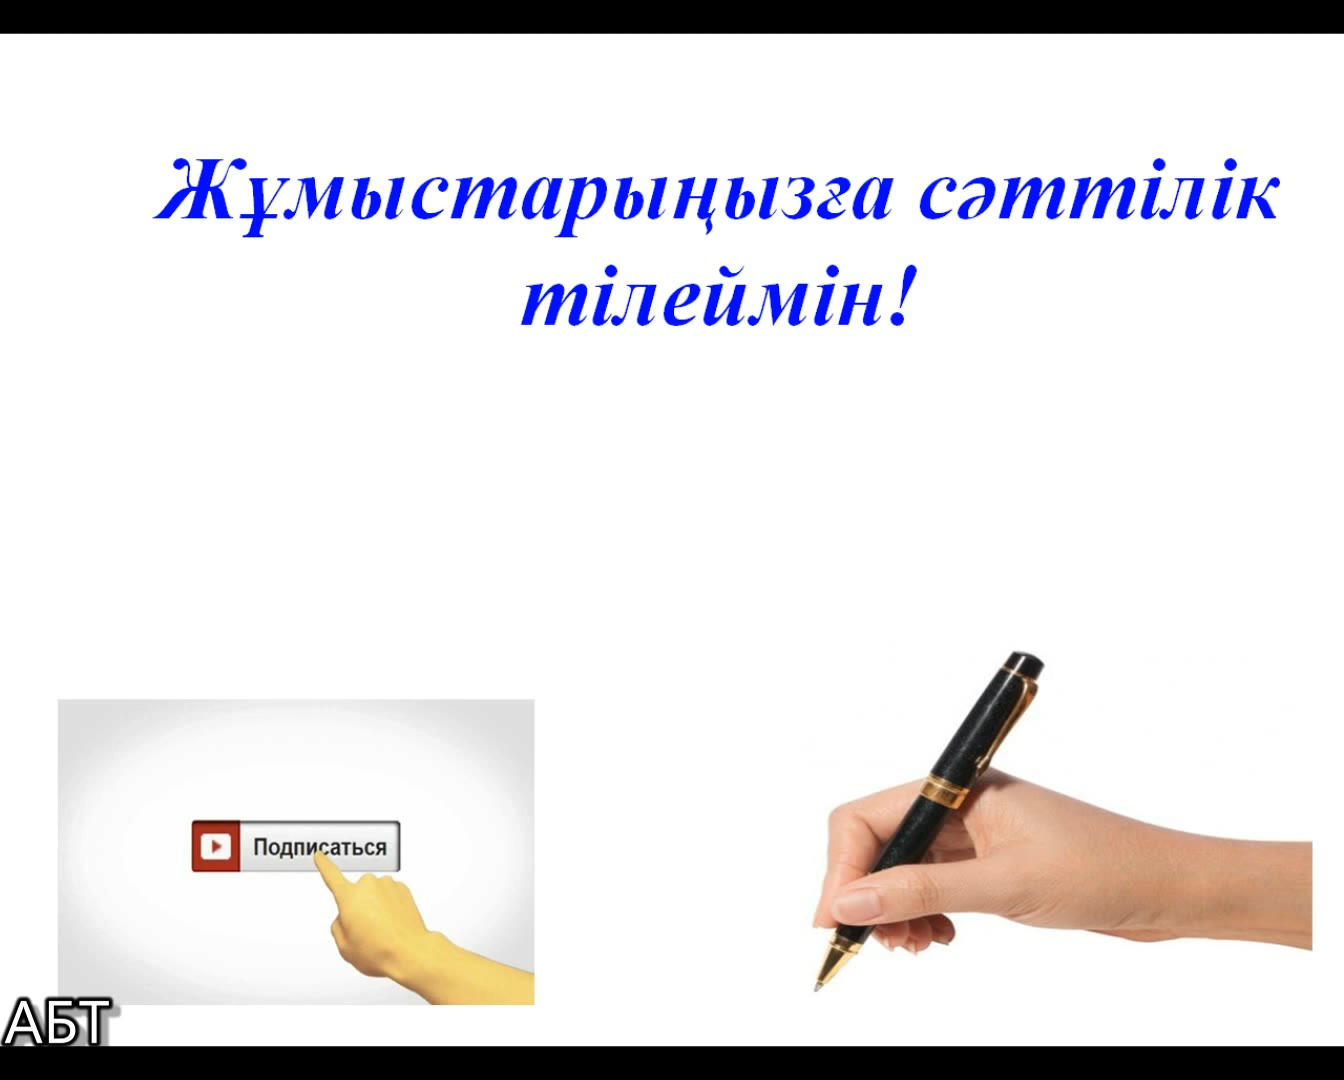 Жұмыстарыңызға сәттілік
тілеймін!
Подписаться
АБТ